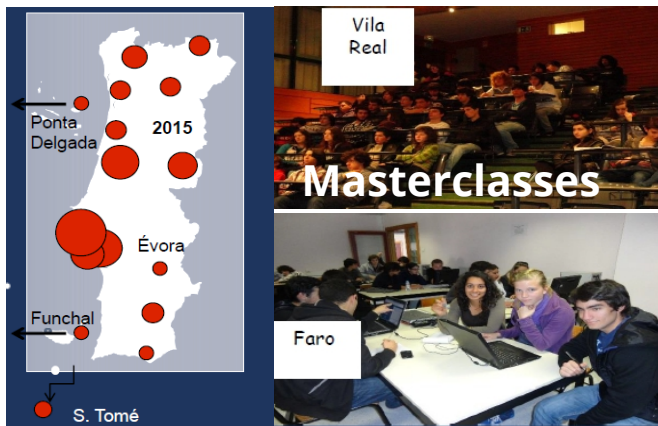 2015
Ponta
Delgada
Évora
Funchal
S. Tomé
Vila
Real
Masterclasses
Faro